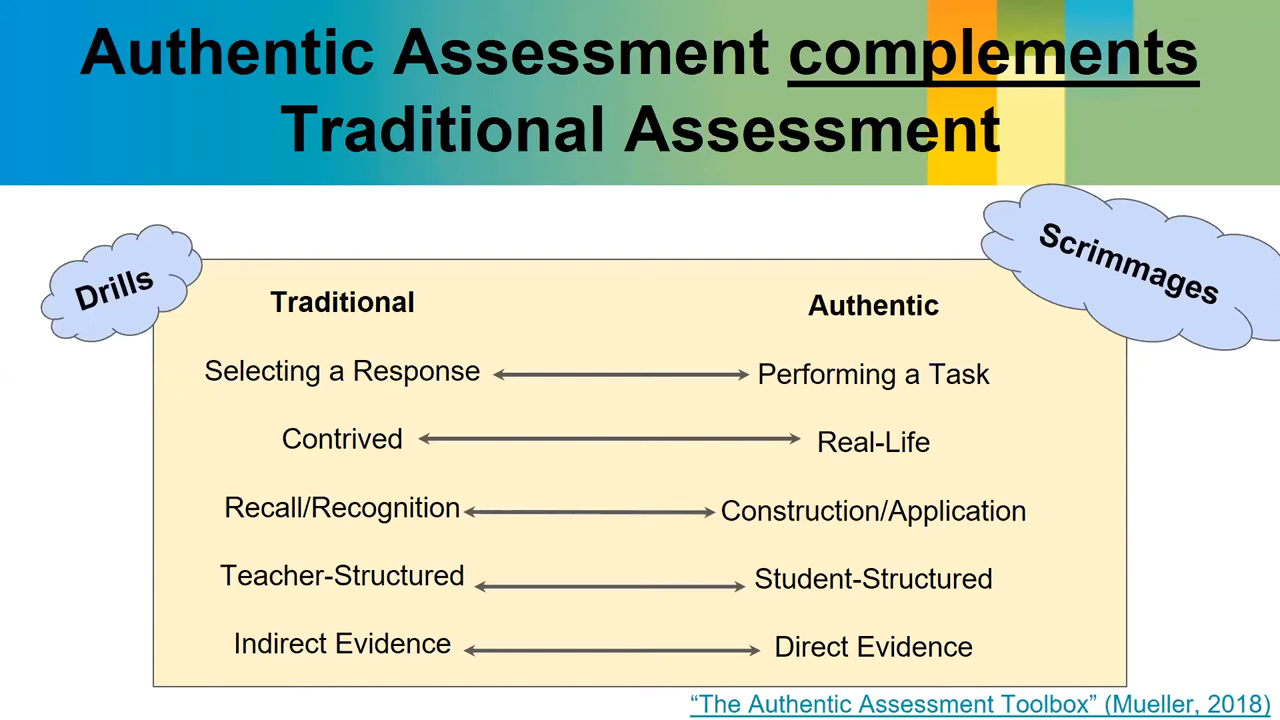 Authentic Assessment complements
Traditional Assessment
Drills
Scrimmages
Traditional
Authentic
Selecting a Response
Performing a Task
Contrived
Real-Life
Recall/Recognition
Construction/Application
Teacher-Structured
Student-Structured
Indirect Evidence
Direct Evidence
“The Authentic Assessment Toolbox” (Mueller, 2018)